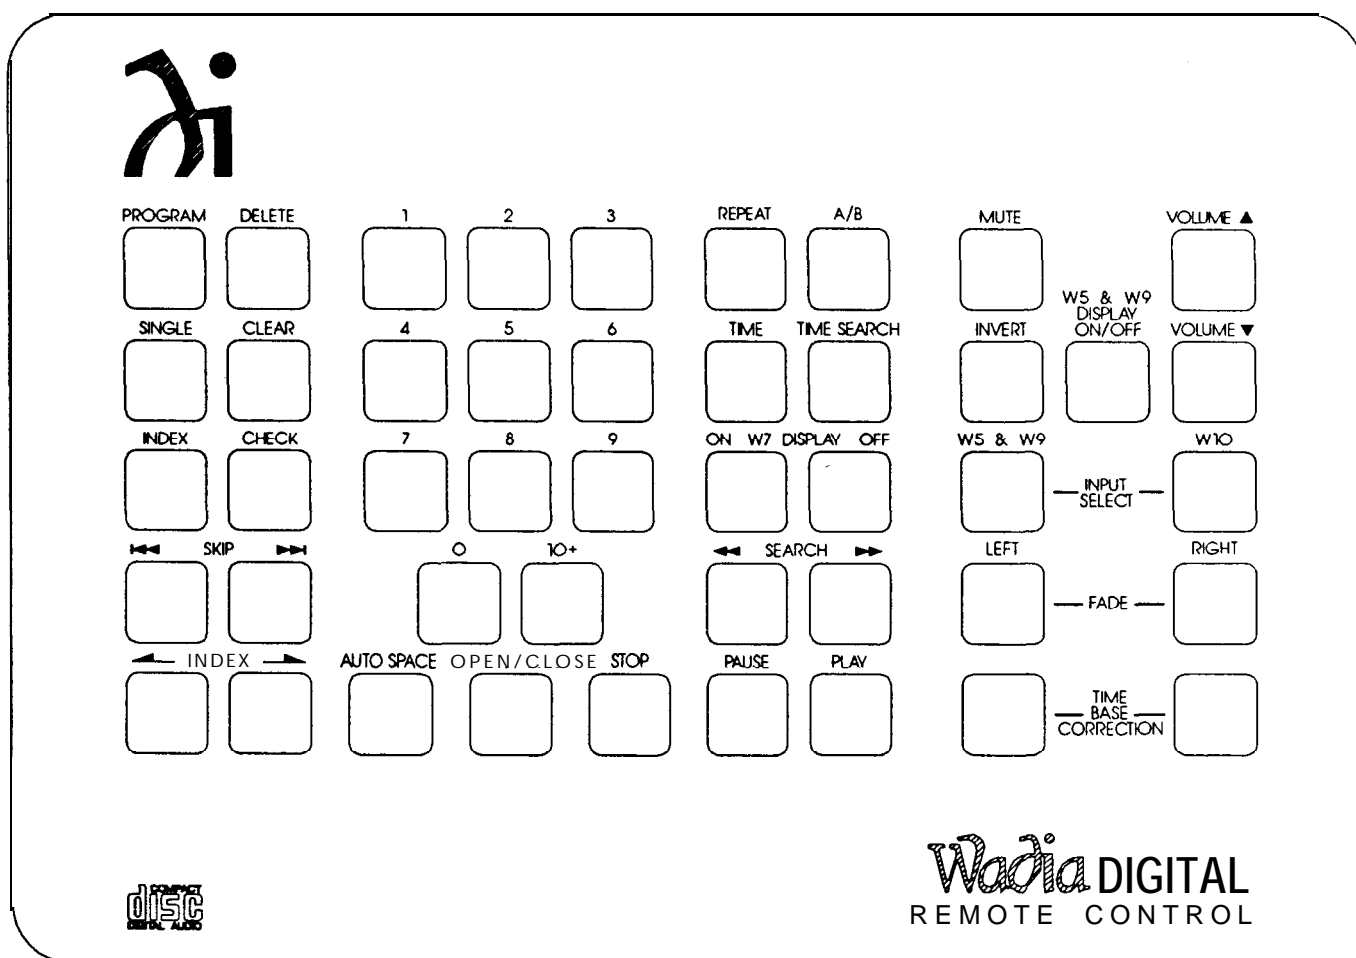 PROGRAM DELETE 1 2 3 REPEAT A/B MUTE VOLUME ▲
W5 & W9
DISPLAY
ON/OFF
SINGLE CLEAR 4 5 6 TIME TIME SEARCH INVERT VOLUME ▼
INDEX CHECK 7 8 9 ON W7 DISPLAY OFF W5 & W9 W10
INPUT
SELECT
SKIP 0 10+ SEARCH LEFT RIGHT
FADE
INDEX AUTO SPACE OPEN/CLOSE STOP PAUSE PLAY
TIME
BASE
CORRECTION
Wadia DIGITAL
REMOTE CONTROL
COMPACT
disc
DIGITAL AUDIO